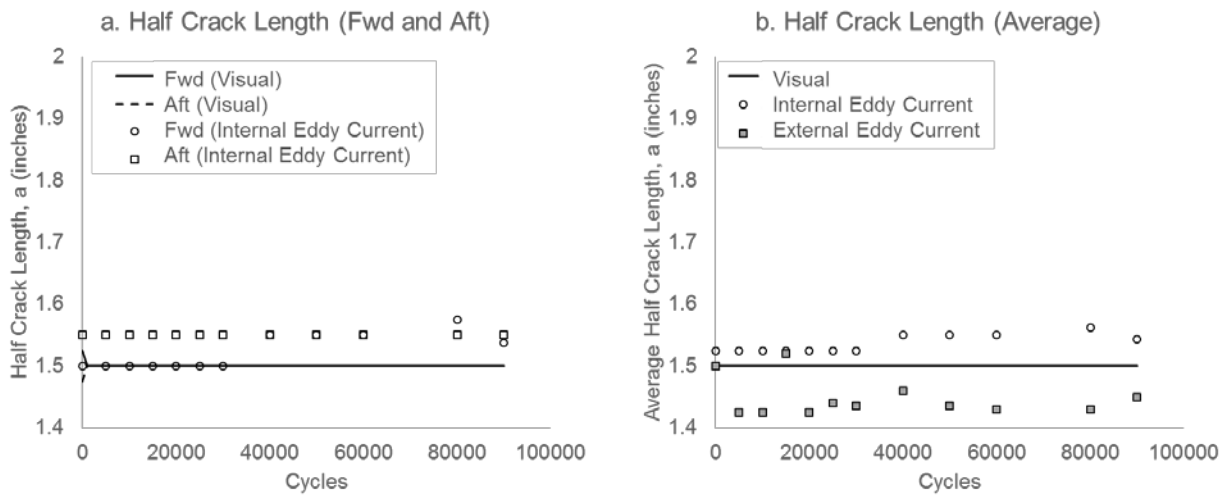 a. Half Crack Length (Fwd and Aft)
Half Crack Length, a (inches)
2
1.9
1.8
1.7
1.6
1.5
1.4
Fwd (Visual)
Aft (Visual)
Fwd (Internal Eddy Current)
Aft (Internal Eddy Current)
0 20000 40000 60000 80000 100000
Cycles
b. Half Crack Length (Average)
Average Half Crack Length, a (inches)
2
1.9
1.8
1.7
1.6
1.5
1.4
Visual
Internal Eddy Current
External Eddy Current
0 20000 40000 60000 80000 100000
Cycles